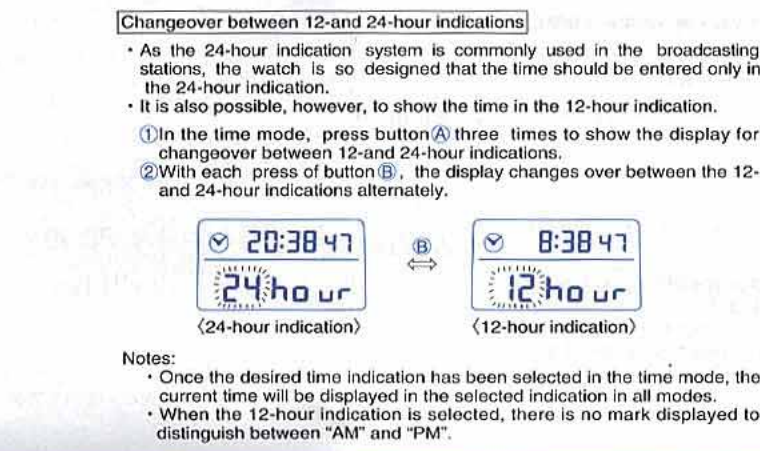 Changeover between 12-and 24-hour indications
・As the 24-hour indication system is commonly used in the broadcasting
stations, the watch is so designed that the time should be entered only in
the 24-hour indication.
・It is also possible, however, to show the time in the 12-hour indication.
①In the time mode, press button Ⓐ three times to show the display for
changeover between 12-and 24-hour indications.
②With each press of button Ⓑ, the display changes over between the 12-
and 24-hour indications alternately.
20:38 47
24 hour
〈24-hour indication〉
Ⓑ
8:38 47
12 hour
〈12-hour indication〉
Notes:
・Once the desired time indication has been selected in the time mode, the
current time will be displayed in the selected indication in all modes.
・When the 12-hour indication is selected, there is no mark displayed to
distinguish between “AM” and “PM”.